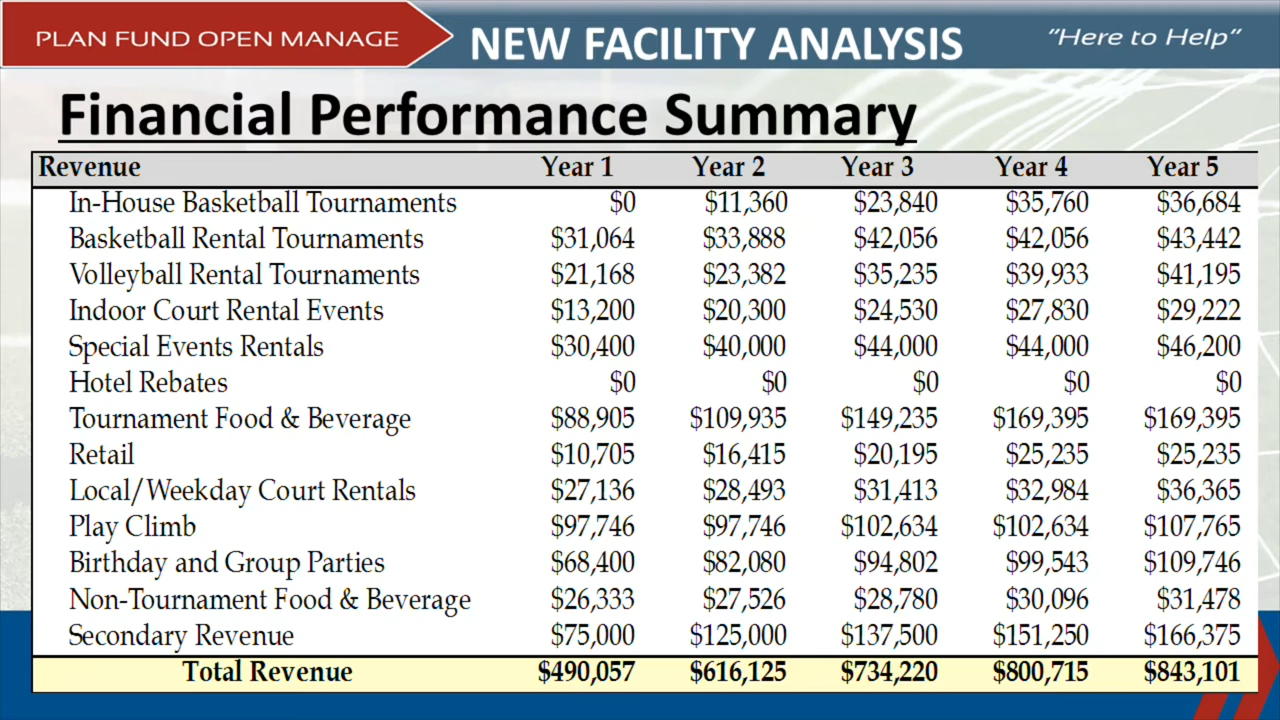 PLAN FUND OPEN MANAGE NEW FACILITY ANALYSIS "Here to Help"
Financial Performance Summary
Revenue Year 1 Year 2 Year 3 Year 4 Year 5
In-House Basketball Tournaments $0 $11,360 $23,840 $35,760 $36,684
Basketball Rental Tournaments $31,064 $33,888 $42,056 $42,056 $43,442
Volleyball Rental Tournaments $21,168 $23,382 $35,235 $39,933 $41,195
Indoor Court Rental Events $13,200 $20,300 $24,530 $27,830 $29,222
Special Events Rentals $30,400 $40,000 $44,000 $44,000 $46,200
Hotel Rebates $0 $0 $0 $0 $0
Tournament Food & Beverage $88,905 $109,935 $149,235 $169,395 $169,395
Retail $10,705 $16,415 $20,195 $25,235 $25,235
Local/Weekday Court Rentals $27,136 $28,493 $31,413 $32,984 $36,365
Play Climb $97,746 $97,746 $102,634 $102,634 $107,765
Birthday and Group Parties $68,400 $82,080 $94,802 $99,543 $109,746
Non-Tournament Food & Beverage $26,333 $27,526 $28,780 $30,096 $31,478
Secondary Revenue $75,000 $125,000 $137,500 $151,250 $166,375
Total Revenue $490,057 $616,125 $734,220 $800,715 $843,101